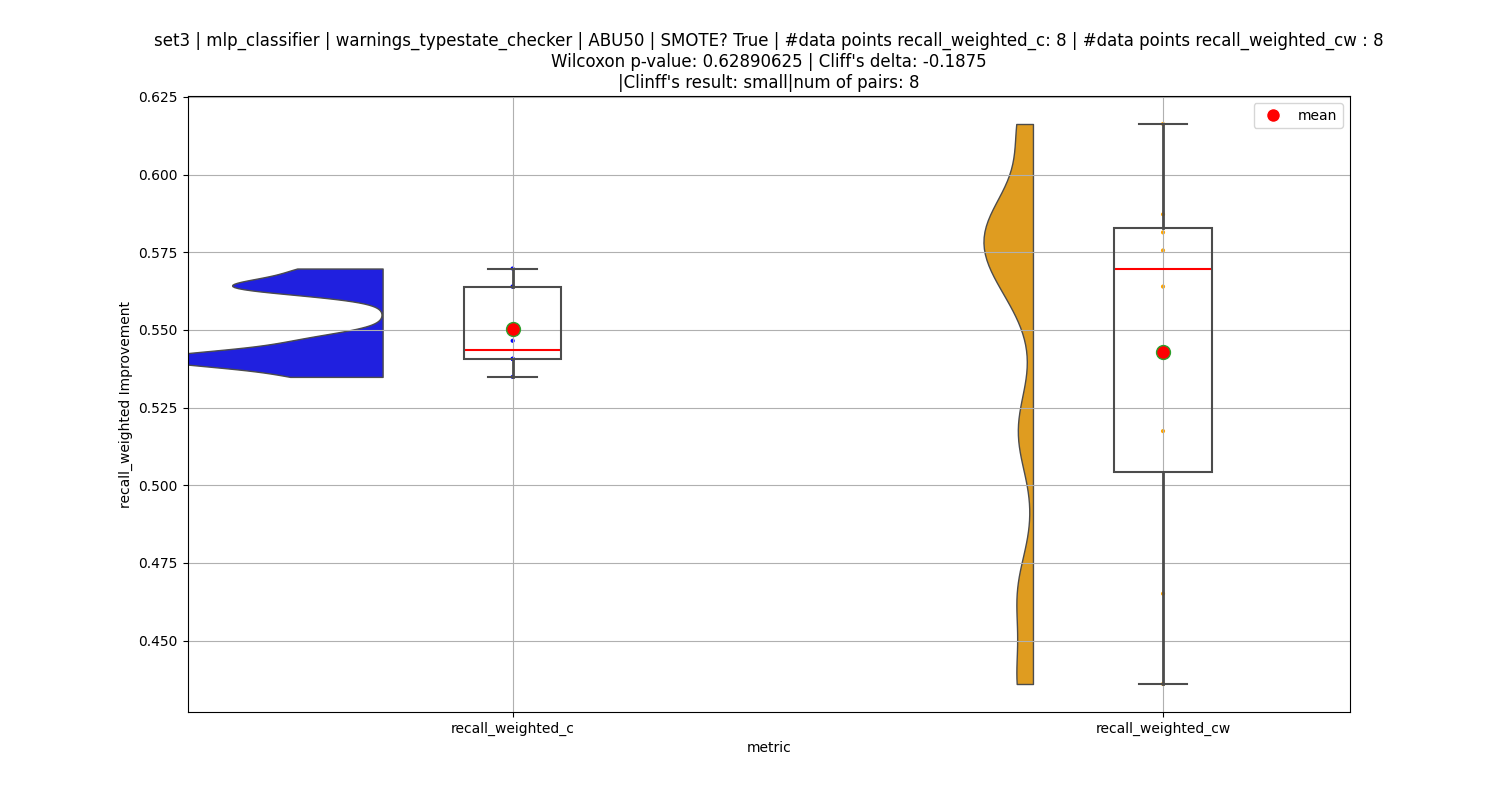 set3 | mlp_classifier | warnings_typestate_checker | ABU50 | SMOTE? True | #data points recall_weighted_c: 8 | #data points recall_weighted_cw : 8
Wilcoxon p-value: 0.62890625 | Cliff's delta: -0.1875
|Clinff's result: small|num of pairs: 8
mean
0.625
0.600
0.575
0.550
0.525
0.500
0.475
0.450
recall_weighted Improvement
recall_weighted_c
recall_weighted_cw
metric